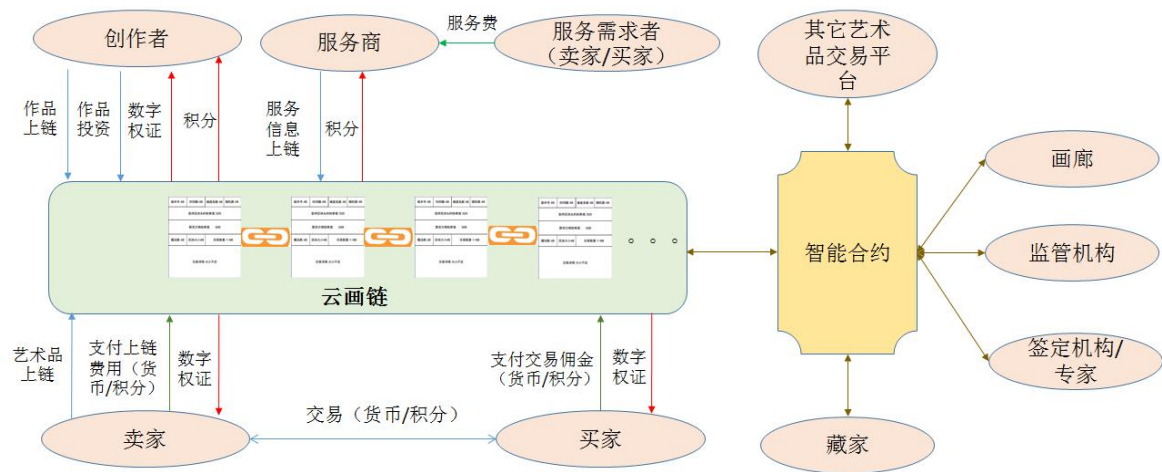 创作者
服务商
服务费
服务需求者
（卖家/买家）
其它艺术
品交易平
台
作品
上链
作品
投资
数字
权证
积分
服务
信息
上链
积分
画廊
智能合约
监管机构
云画链
签定机构/
专家
艺术品
上链
支付上链
费用（货
币/积分）
数字
权证
支付交易佣金
（货币/积分）
数字
权证
卖家
交易（货币/积分）
买家
藏家